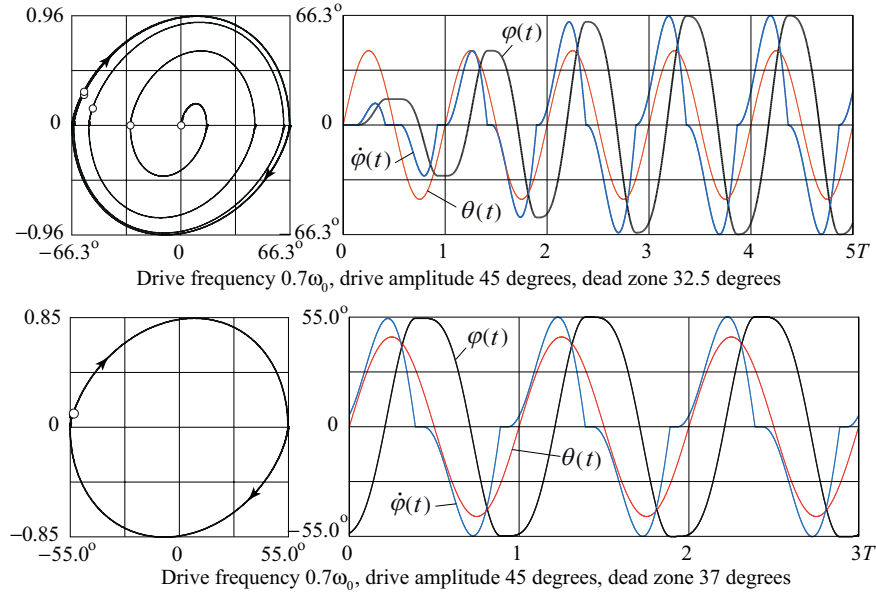 0.96
0
−0.96
−66.3°
0
66.3°
66.3°
0
66.3°
φ(t)
φ̇(t)
θ(t)
0
1
2
3
4
5T
Drive frequency 0.7ω₀, drive amplitude 45 degrees, dead zone 32.5 degrees
0.85
0
−0.85
−55.0°
0
55.0°
55.0°
0
−55.0°
φ(t)
θ(t)
φ̇(t)
0
1
2
3T
Drive frequency 0.7ω₀, drive amplitude 45 degrees, dead zone 37 degrees